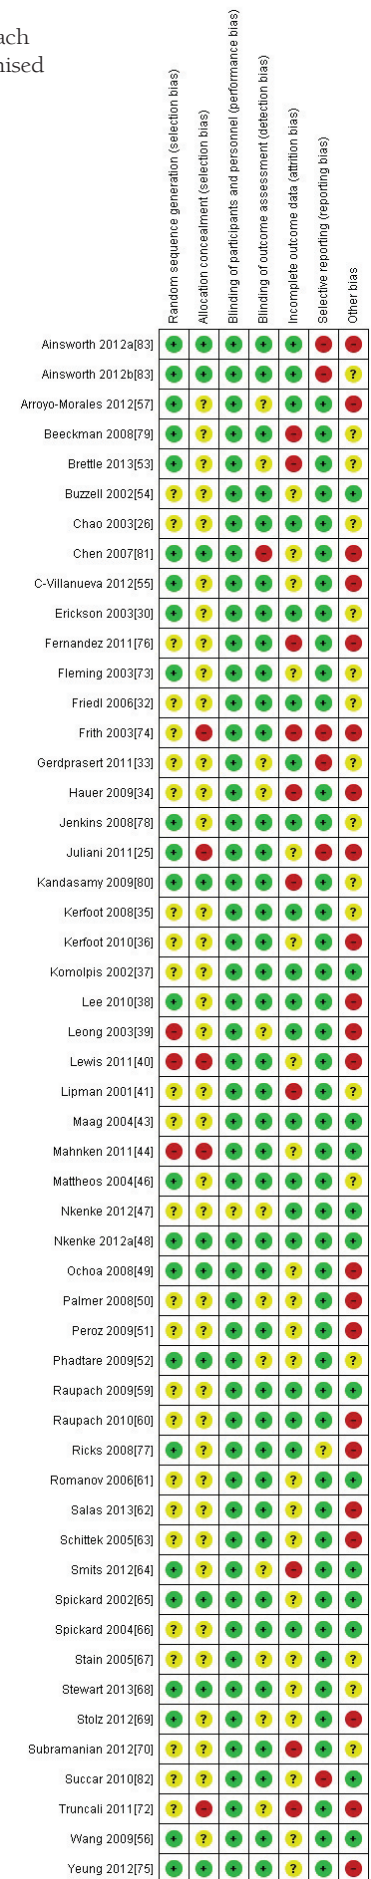 ach
nised
Random sequence generation (selection bias)
Allocation concealment (selection bias)
Blinding of participants and personnel (performance bias)
Blinding of outcome assessment (detection bias)
Incomplete outcome data (attrition bias)
Selective reporting (reporting bias)
Other bias
Ainsworth 2012a[83] + + + + + - -
Ainsworth 2012b[83] + + + + + - ?
Arroyo-Morales 2012[57] + ? + ? + + -
Beeckman 2008[79] + ? + + - + ?
Brettle 2013[53] + ? + ? - + ?
Buzzell 2002[54] ? ? + + ? + +
Chao 2003[26] ? ? + + + + ?
Chen 2007[81] + + + - ? + -
C-Villanueva 2012[55] + ? + + ? + -
Erickson 2003[30] + ? + + + + ?
Fernandez 2011[76] ? ? + + - + -
Fleming 2003[73] + ? + + ? + ?
Friedl 2006[32] ? ? + + + + ?
Frith 2003[74] ? - + + - - -
Gerdprasert 2011[33] ? ? + ? + - ?
Hauer 2009[34] ? ? + ? - + -
Jenkins 2008[78] + ? + + + + ?
Juliani 2011[25] + - + + ? - -
Kandasamy 2009[80] + + + + - + ?
Kerfoot 2008[35] ? ? + + + + ?
Kerfoot 2010[36] ? ? + + ? + -
Komolpis 2002[37] ? ? + + + + +
Lee 2010[38] + ? + + + + -
Leong 2003[39] - ? + ? + + -
Lewis 2011[40] - - + + ? + -
Lipman 2001[41] ? ? + + - + ?
Maag 2004[43] ? ? + + + + +
Mahnken 2011[44] - - + + ? + +
Mattheos 2004[46] + ? + + + + ?
Nkenke 2012[47] ? ? ? ? + + +
Nkenke 2012a[48] + + + + + + +
Ochoa 2008[49] + + + + ? + -
Palmer 2008[50] ? ? + ? ? + -
Peroz 2009[51] ? ? + + ? + -
Phadtare 2009[52] + + + ? ? + ?
Raupach 2009[59] ? ? + + + + +
Raupach 2010[60] ? ? + + + + -
Ricks 2008[77] + ? + + + ? -
Romanov 2006[61] ? ? + + ? + +
Salas 2013[62] ? ? + + ? + -
Schittek 2005[63] ? ? + + ? + -
Smits 2012[64] + ? + ? - + +
Spickard 2002[65] + + + + ? + +
Spickard 2004[66] ? ? + + + + +
Stain 2005[67] ? ? + ? ? + ?
Stewart 2013[68] + + + + ? + ?
Stolz 2012[69] + ? + ? ? + -
Subramanian 2012[70] ? ? + + - + ?
Succar 2010[82] ? ? + + ? - +
Truncali 2011[72] ? - + ? - + -
Wang 2009[56] + ? + + ? + +
Yeung 2012[75] + + + + ? + -